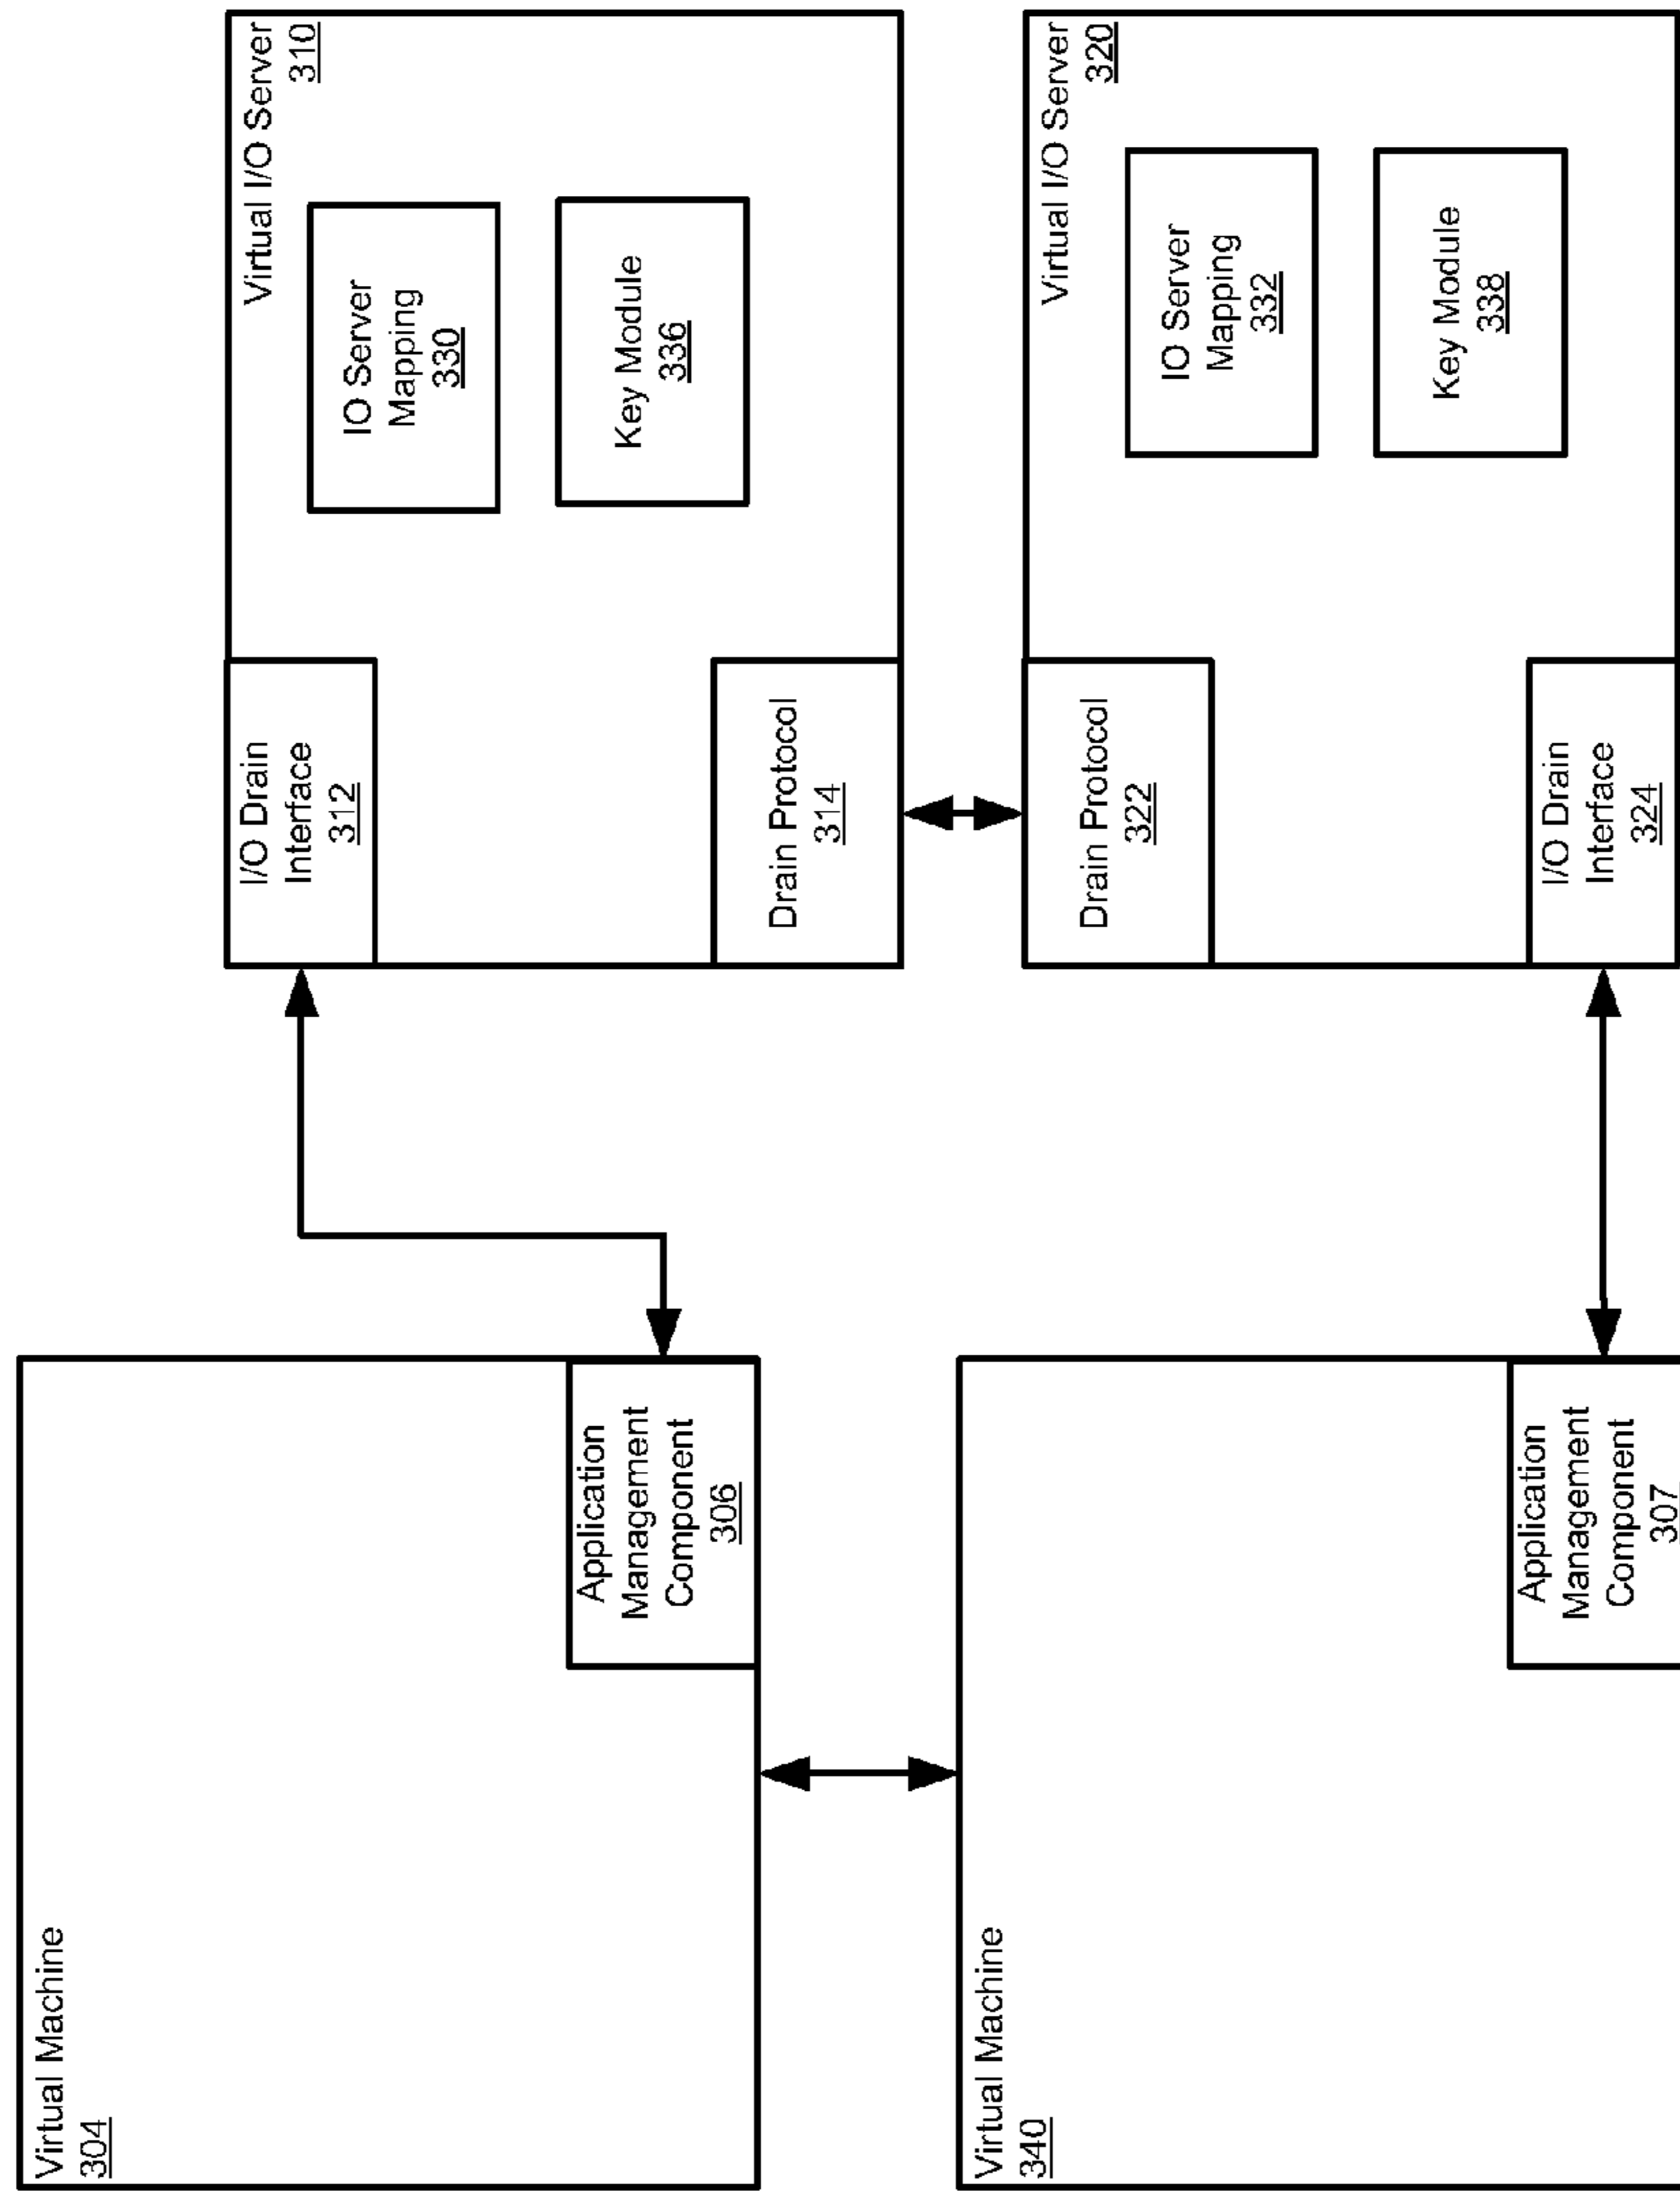 Virtual Machine
304
Application
Management
Component
306
Virtual Machine
340
Application
Management
Component
307
I/O Drain
Interface
312
Drain Protocol
314
Virtual I/O Server
310
IO Server
Mapping
330
Key Module
336
Drain Protocol
322
I/O Drain
Interface
324
Virtual I/O Server
320
IO Server
Mapping
332
Key Module
338